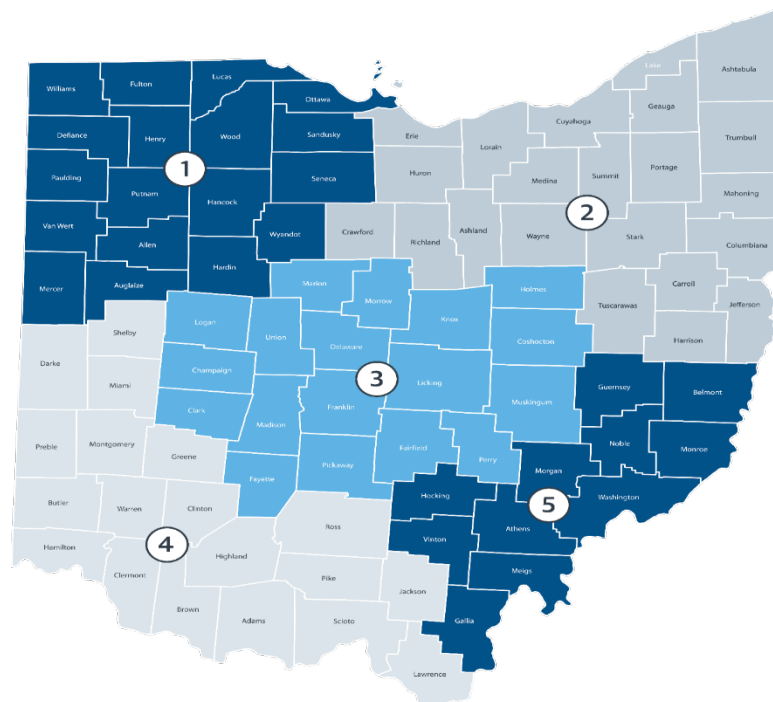 Williams
Fulton
Lucas
Ottawa
Defiance
Henry
Wood
Sandusky
Paulding
1
Putnam
Hancock
Seneca
Van Wert
Allen
Wyandot
Mercer
Auglaize
Hardin
Lake
Ashtabula
Geauga
Cuyahoga
Erie
Lorain
Trumbull
Huron
Medina
Summit
Portage
Mahoning
2
Crawford
Richland
Ashland
Wayne
Stark
Columbiana
Tuscarawas
Carroll
Jefferson
Harrison
Marion
Morrow
Holmes
Logan
Union
Knox
Delaware
Coshocton
Champaign
3
Licking
Clark
Madison
Franklin
Muskingum
Fairfield
Perry
Fayette
Pickaway
Shelby
Darke
Miami
Preble
Montgomery
Greene
Butler
Warren
Clinton
Ross
4
Hamilton
Clermont
Highland
Pike
Jackson
Brown
Adams
Scioto
Lawrence
Guernsey
Belmont
Noble
Monroe
Morgan
Hocking
5
Washington
Athens
Vinton
Meigs
Gallia